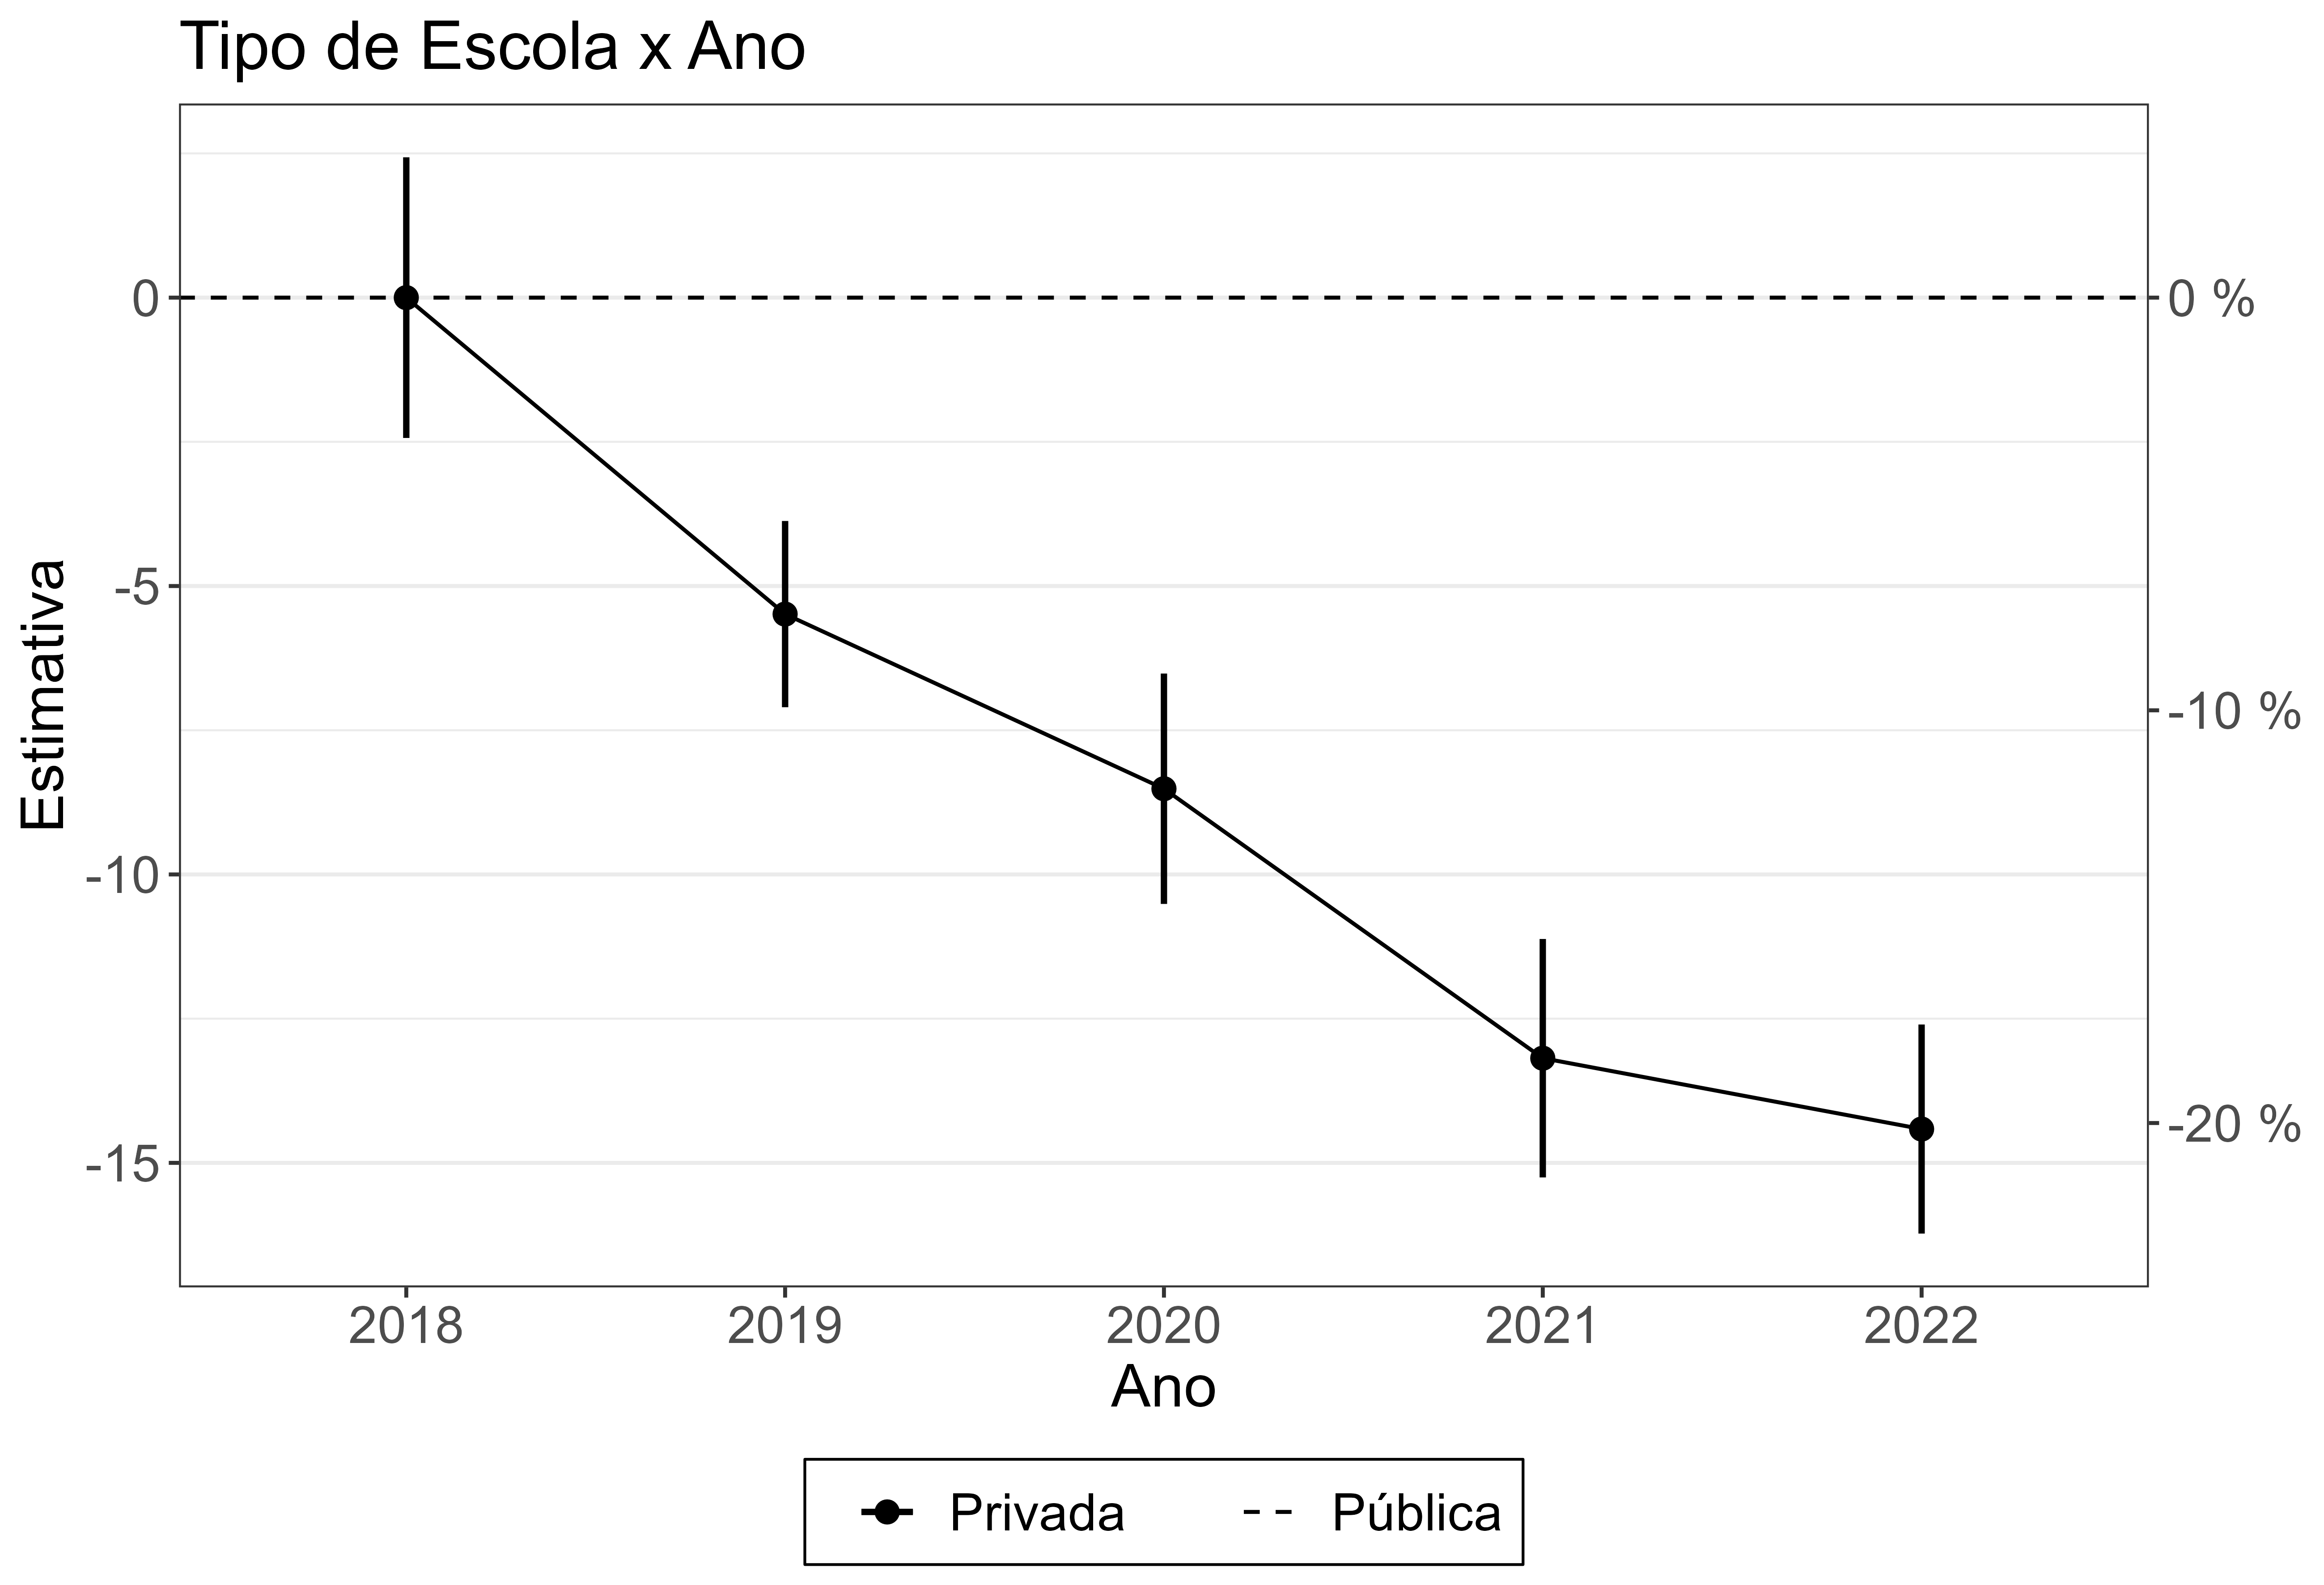 Tipo de Escola x Ano
Estimativa
0
-5
-10
-15
0 %
-10 %
-20 %
2018 2019 2020 2021 2022
Ano
Privada Pública